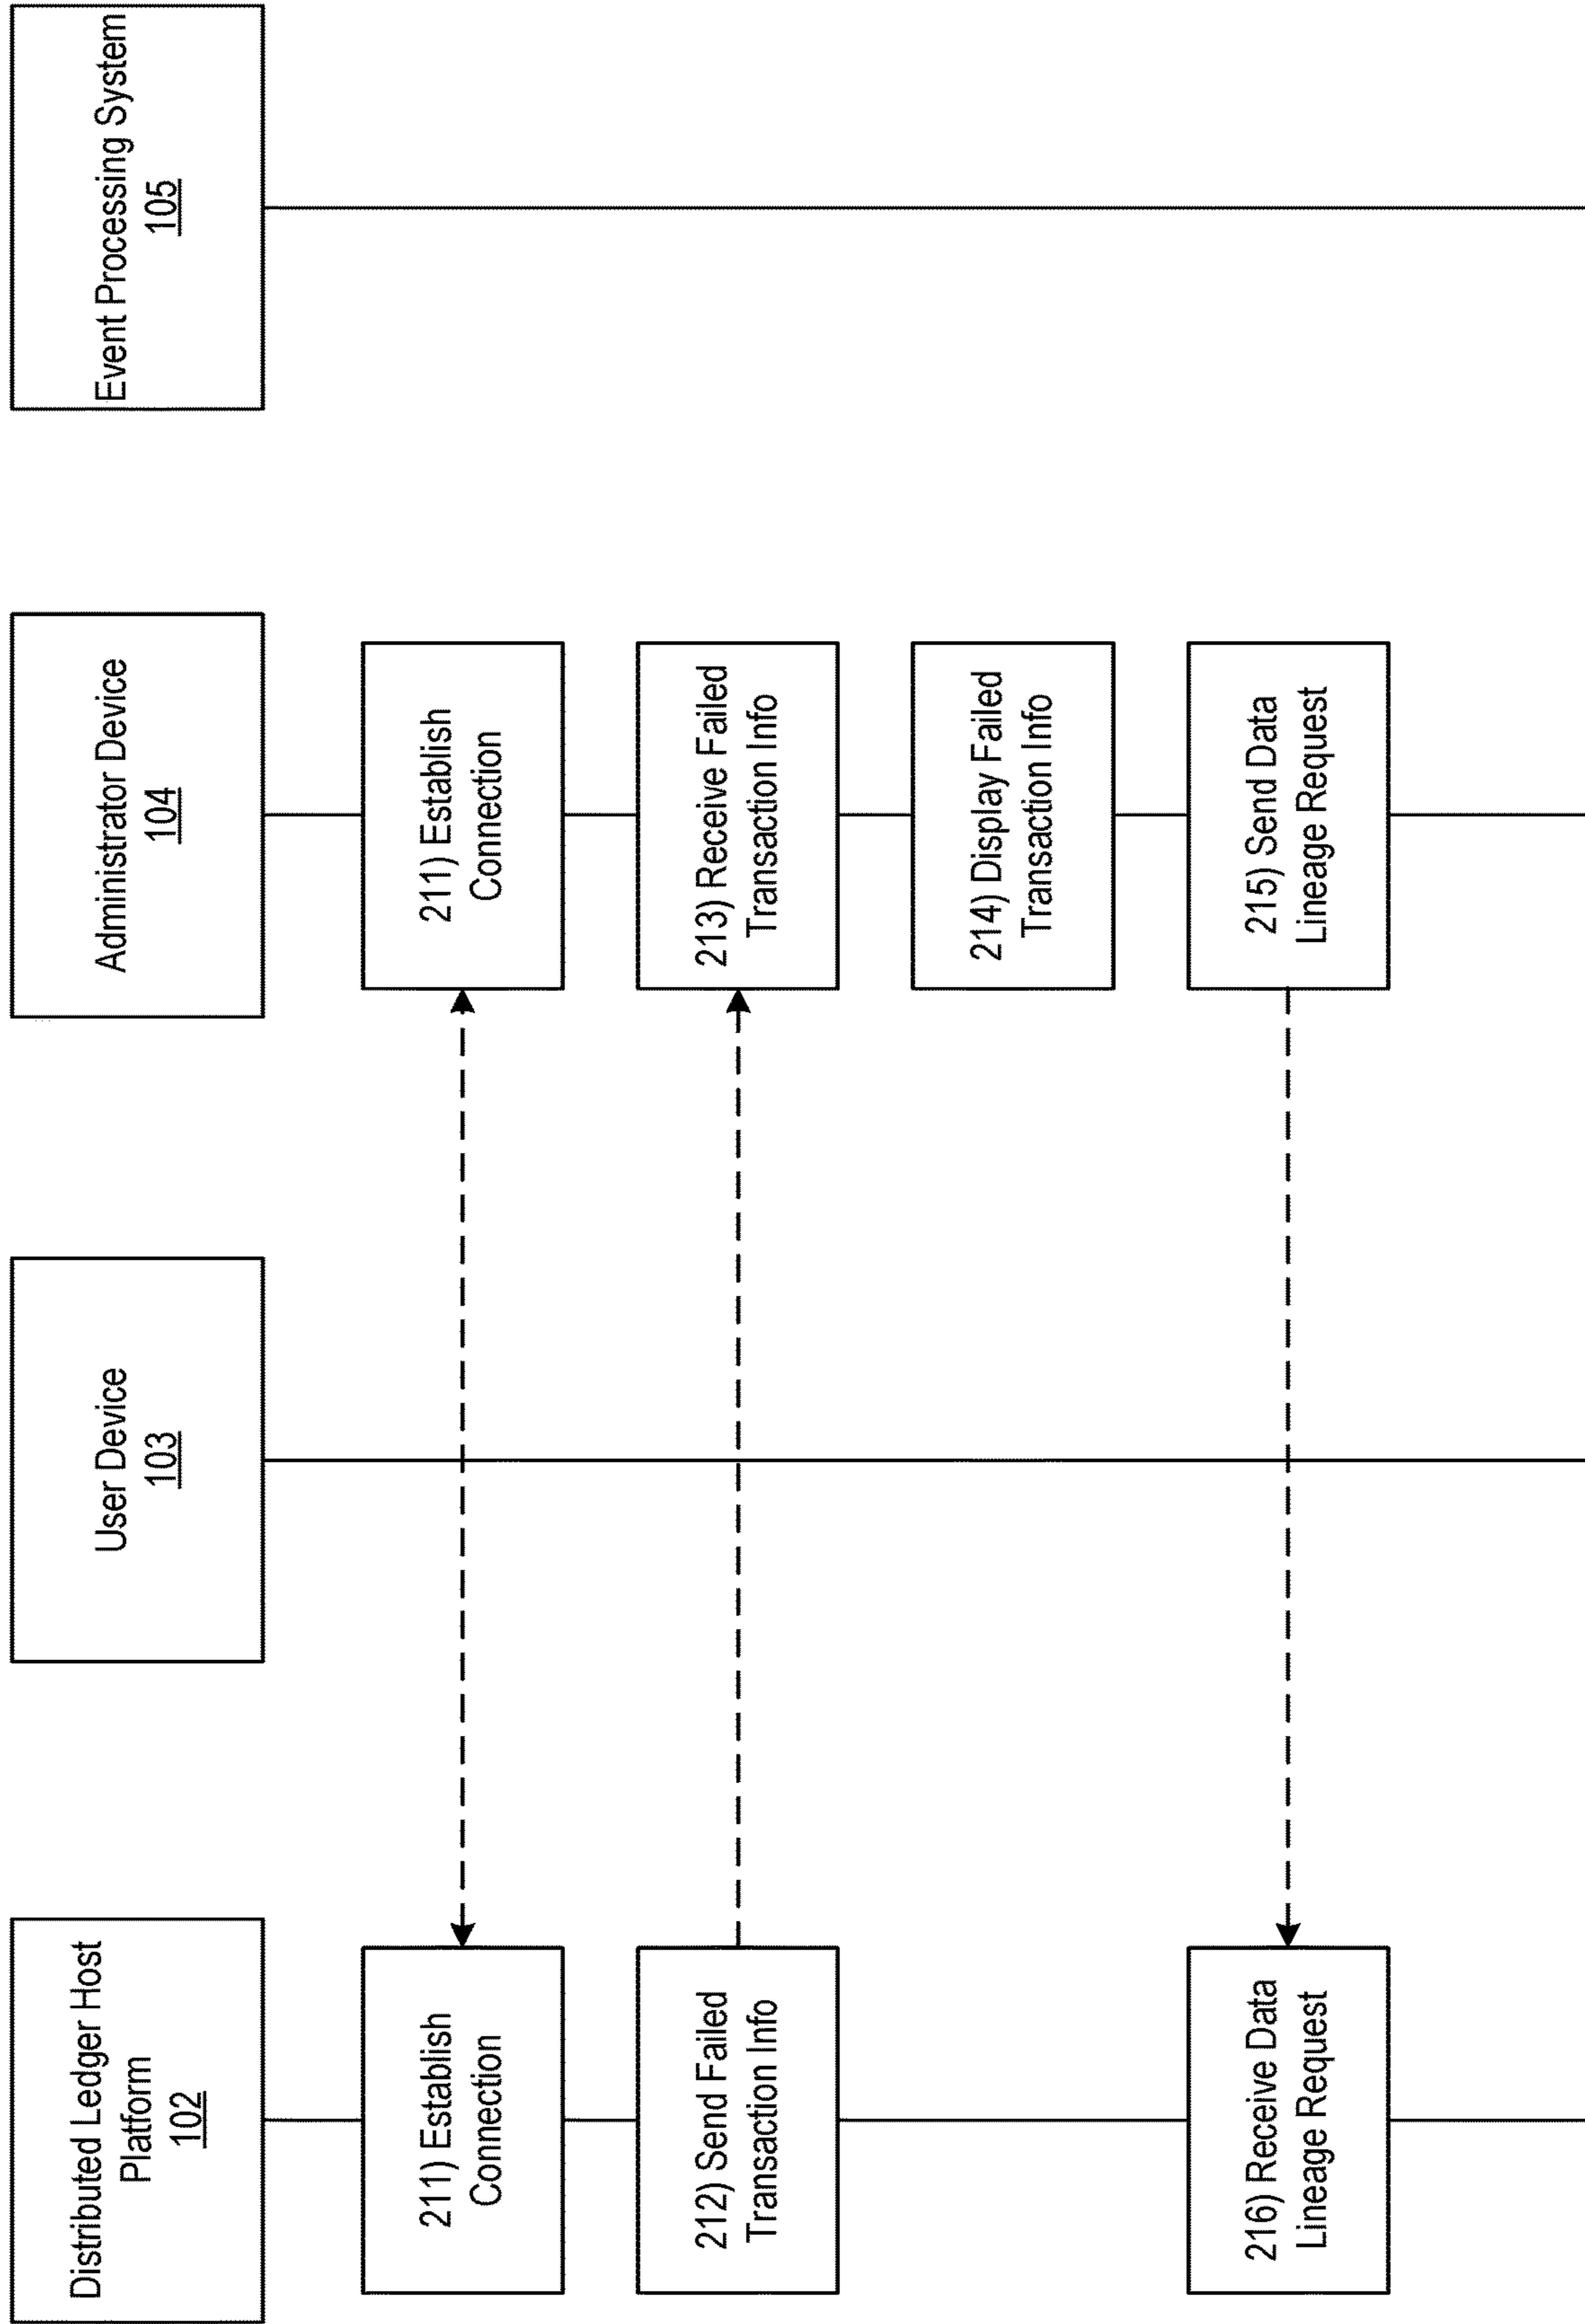 Distributed Ledger Host
Platform
102
User Device
103
Administrator Device
104
Event Processing System
105
211) Establish
Connection
211) Establish
Connection
212) Send Failed
Transaction Info
213) Receive Failed
Transaction Info
214) Display Failed
Transaction Info
216) Receive Data
Lineage Request
215) Send Data
Lineage Request